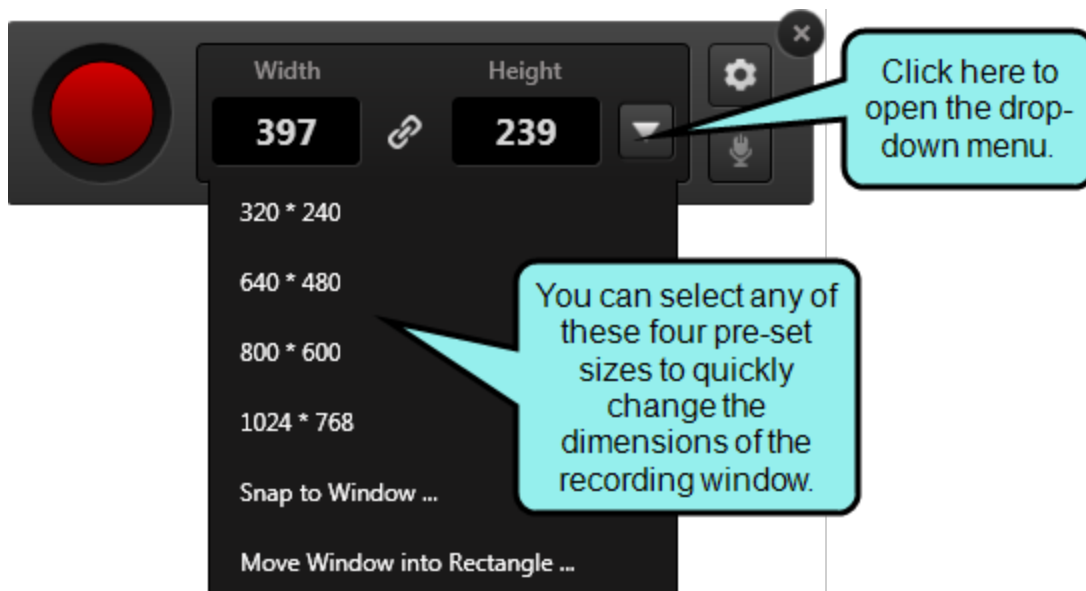 Width Height
397 239
Click here to
open the drop-
down menu.
320 * 240
640 * 480
800 * 600
1024 * 768
Snap to Window ...
Move Window into Rectangle ...
You can select any of
these four pre-set
sizes to quickly
change the
dimensions of the
recording window.